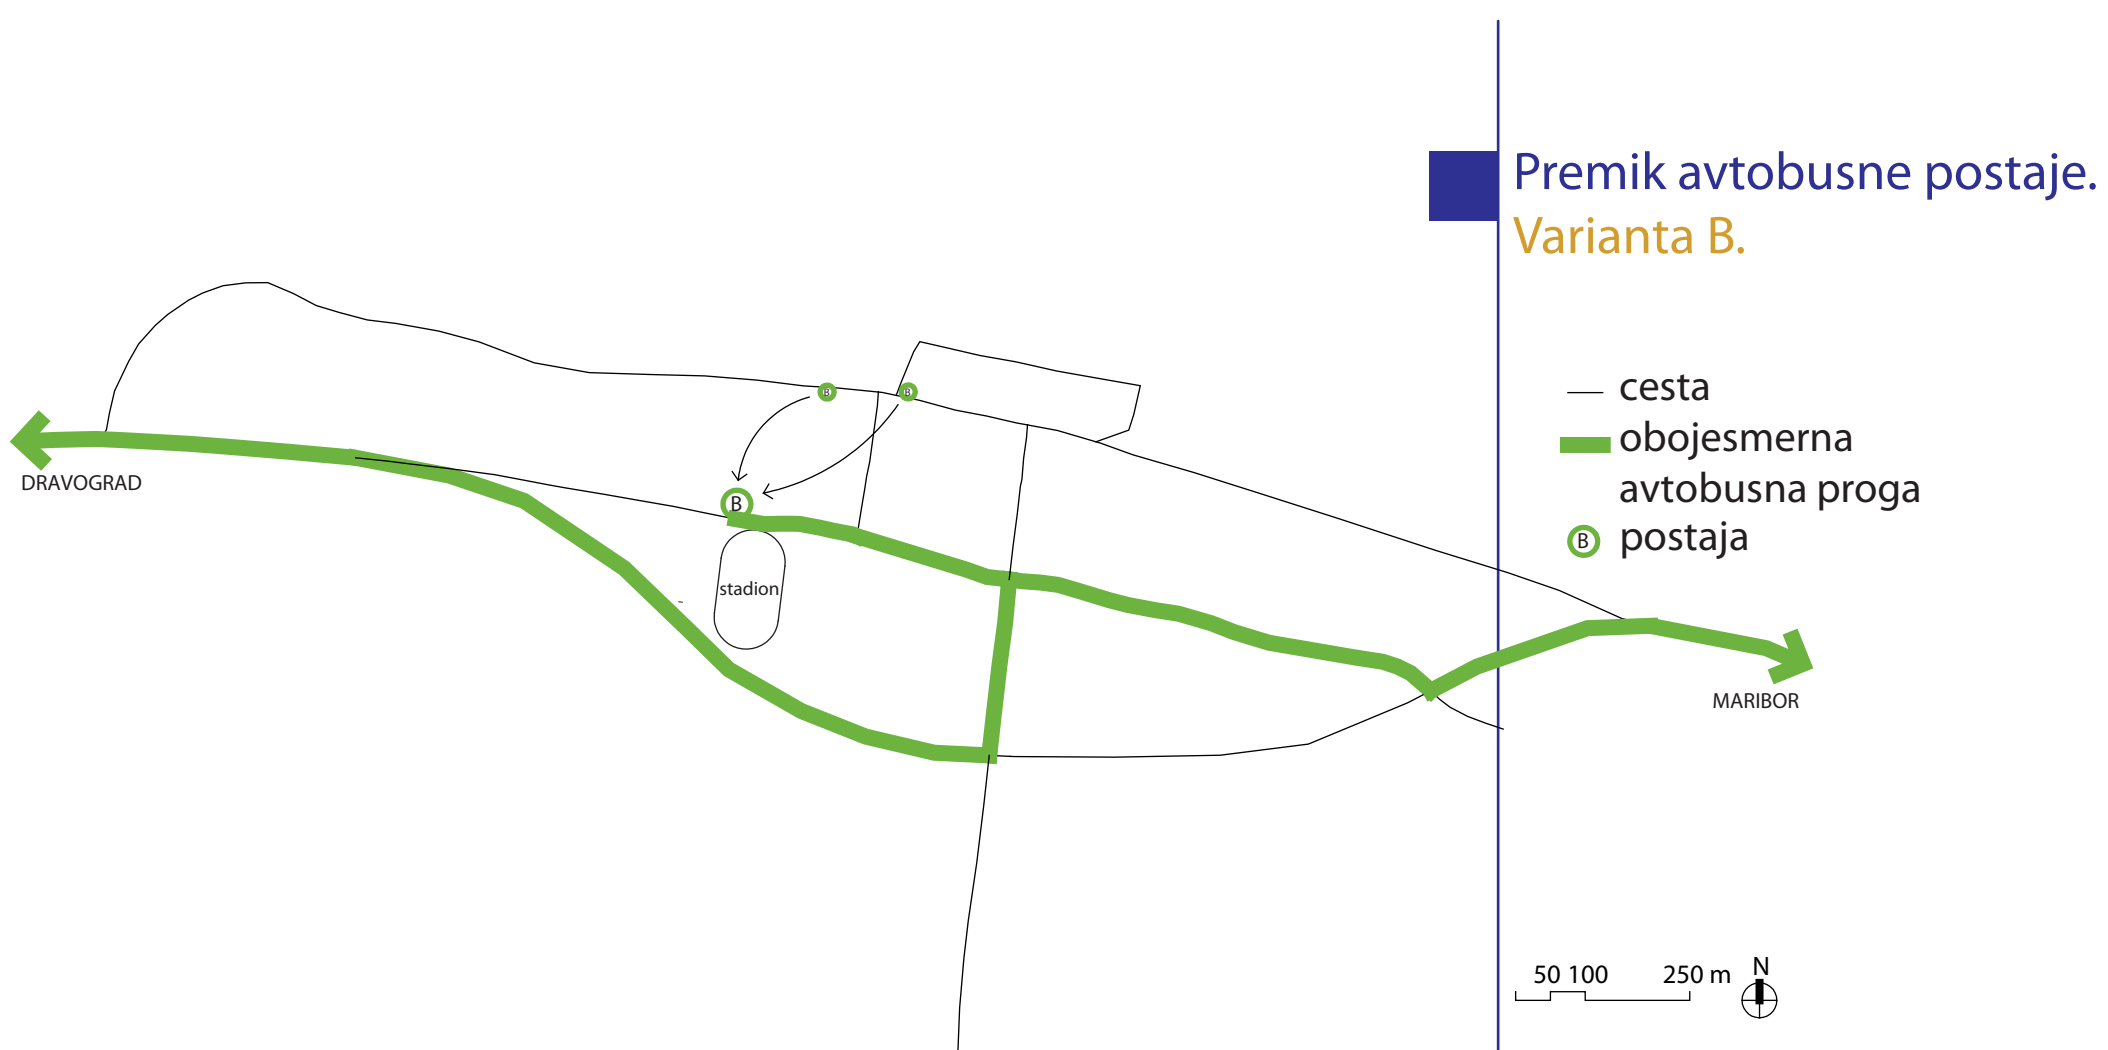 Premik avtobusne postaje.
Varianta B.
cesta
obojesmerna
avtobusna proga
B postaja
B
B
B
DRAVOGRAD
stadion
MARIBOR
50 100 250 m
N